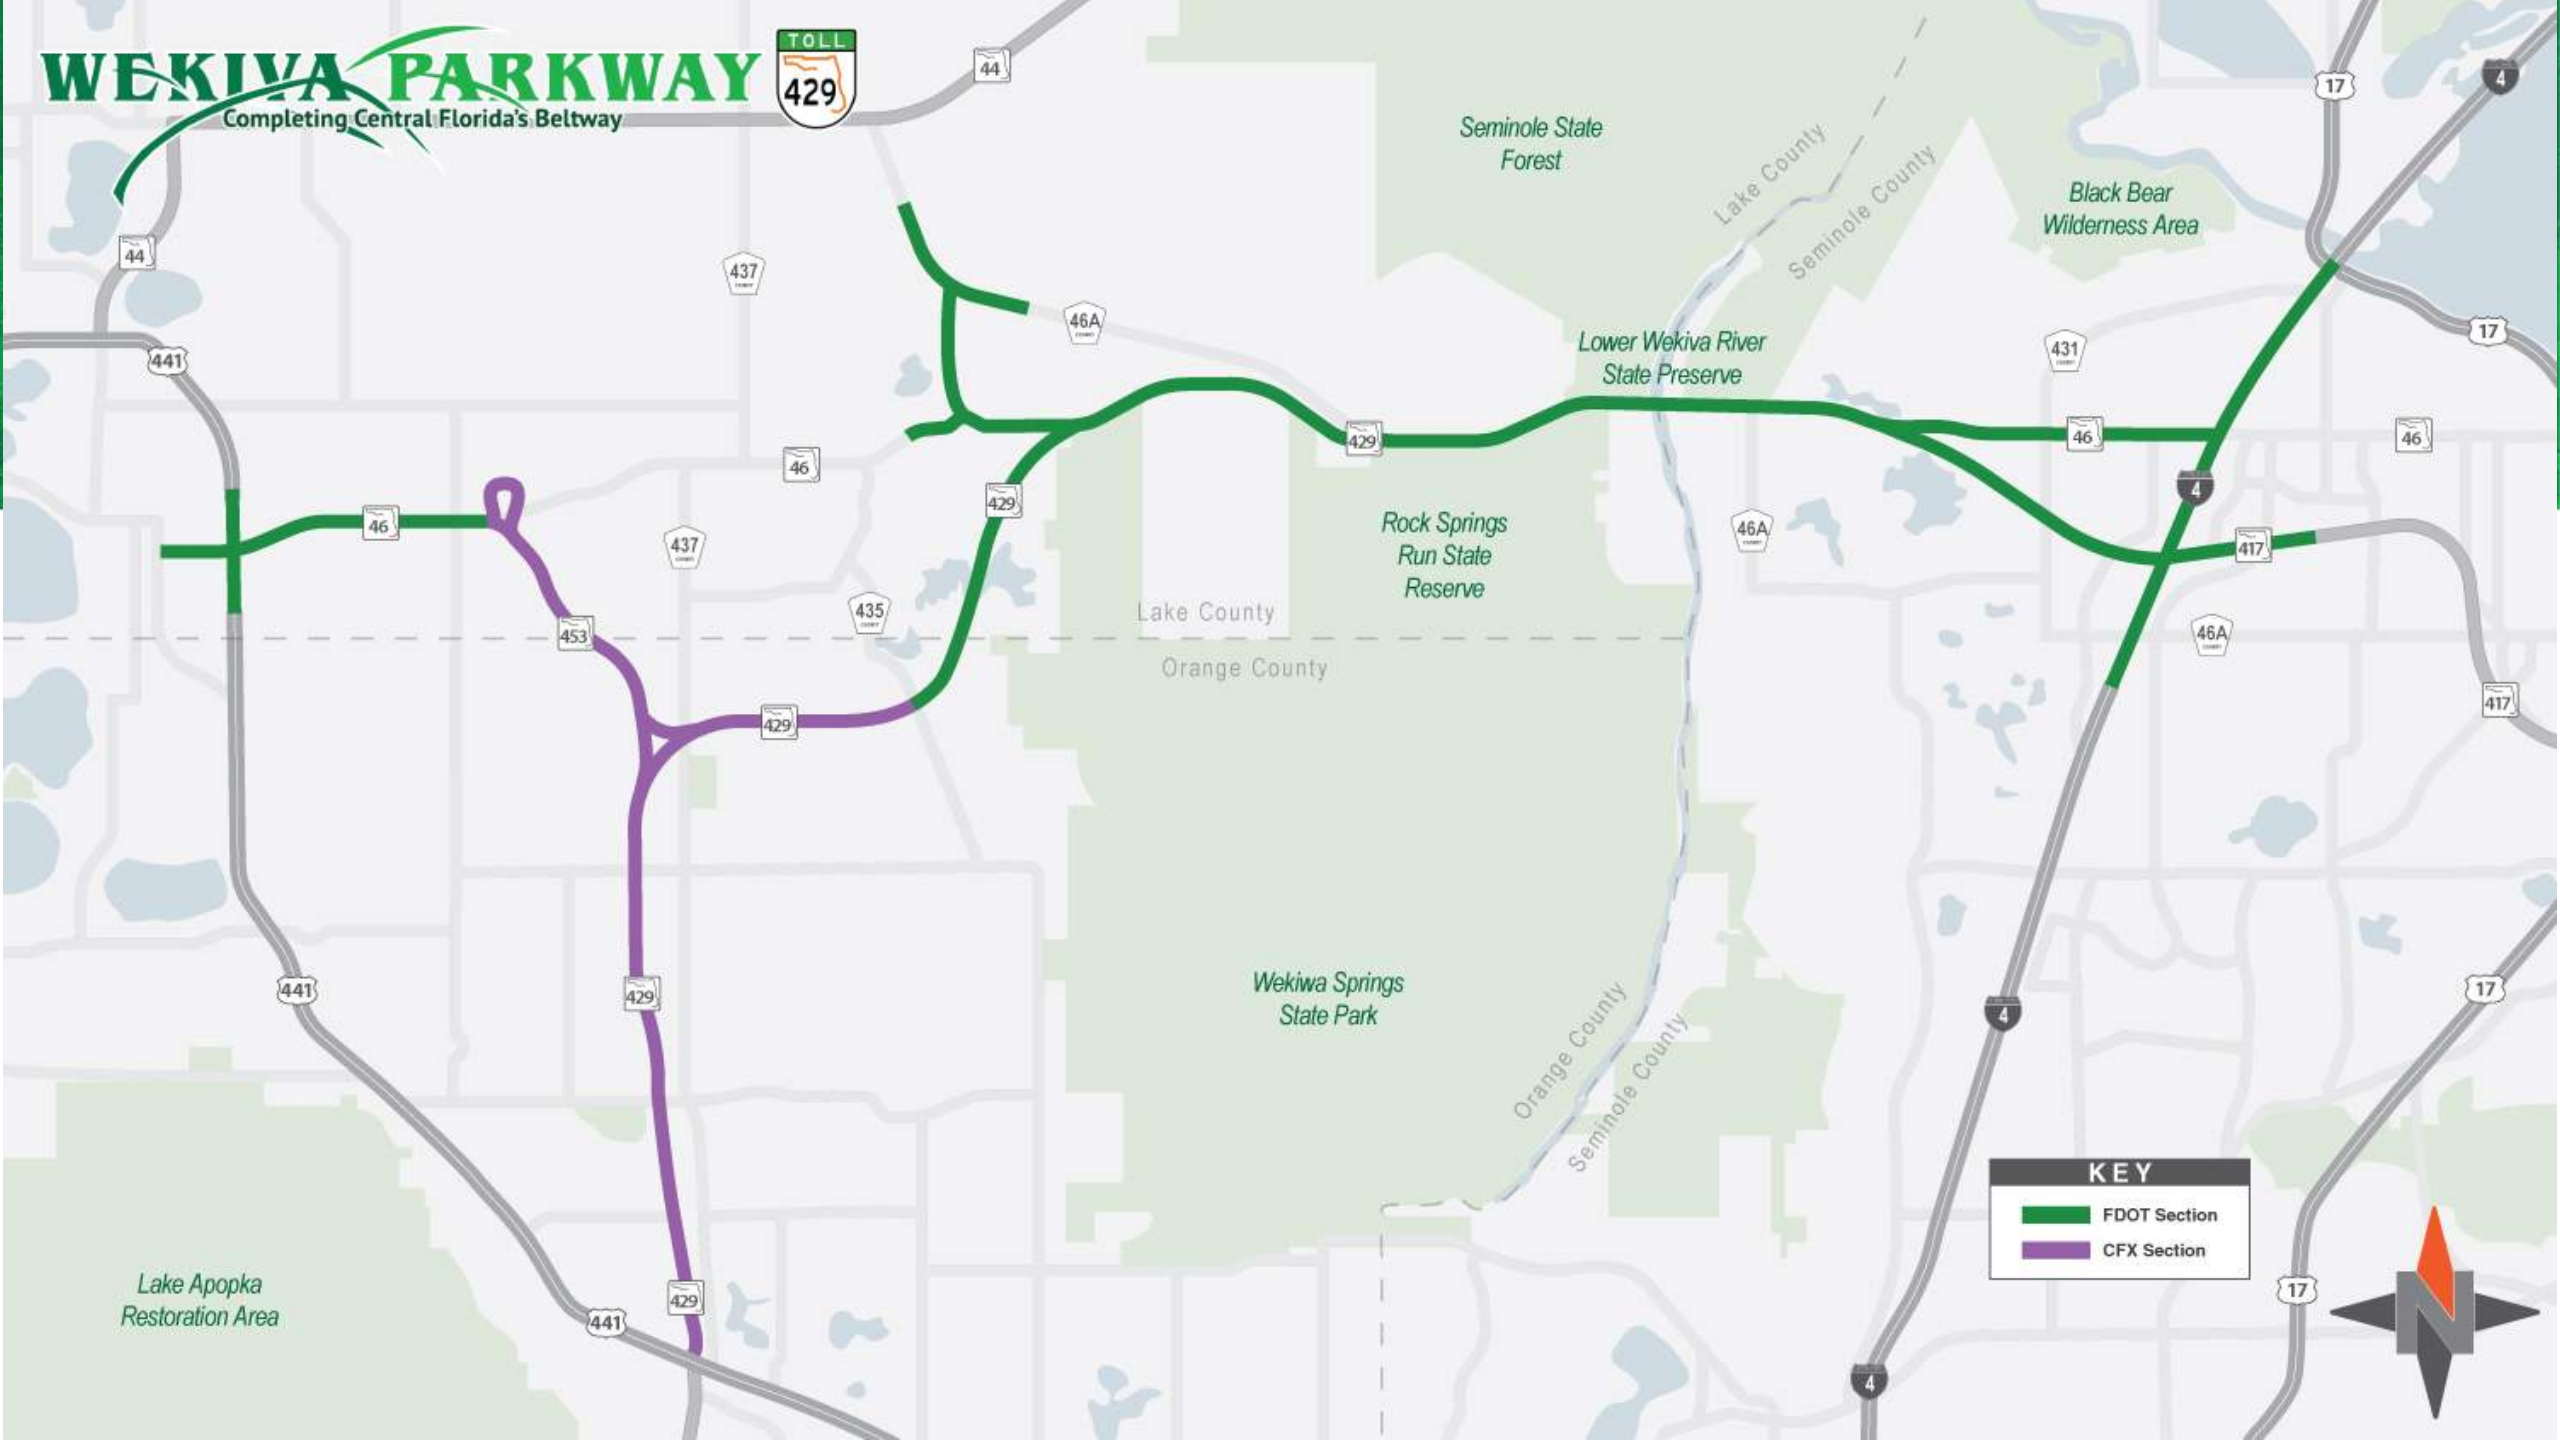 WEKIVA PARKWAY
Completing Central Florida's Beltway
TOLL
429
44
17
4
Seminole State
Forest
Lake County
Seminole County
Black Bear
Wilderness Area
44
437
46A
17
441
Lower Wekiva River
State Preserve
431
429
46
46
46
4
46
429
437
Rock Springs
Run State
Reserve
46A
417
435
453
Lake County
Orange County
46A
417
429
429
441
Wekiwa Springs
State Park
Orange County
Seminole County
4
17
KEY
FDOT Section
CFX Section
Lake Apopka
Restoration Area
429
441
17
4
N